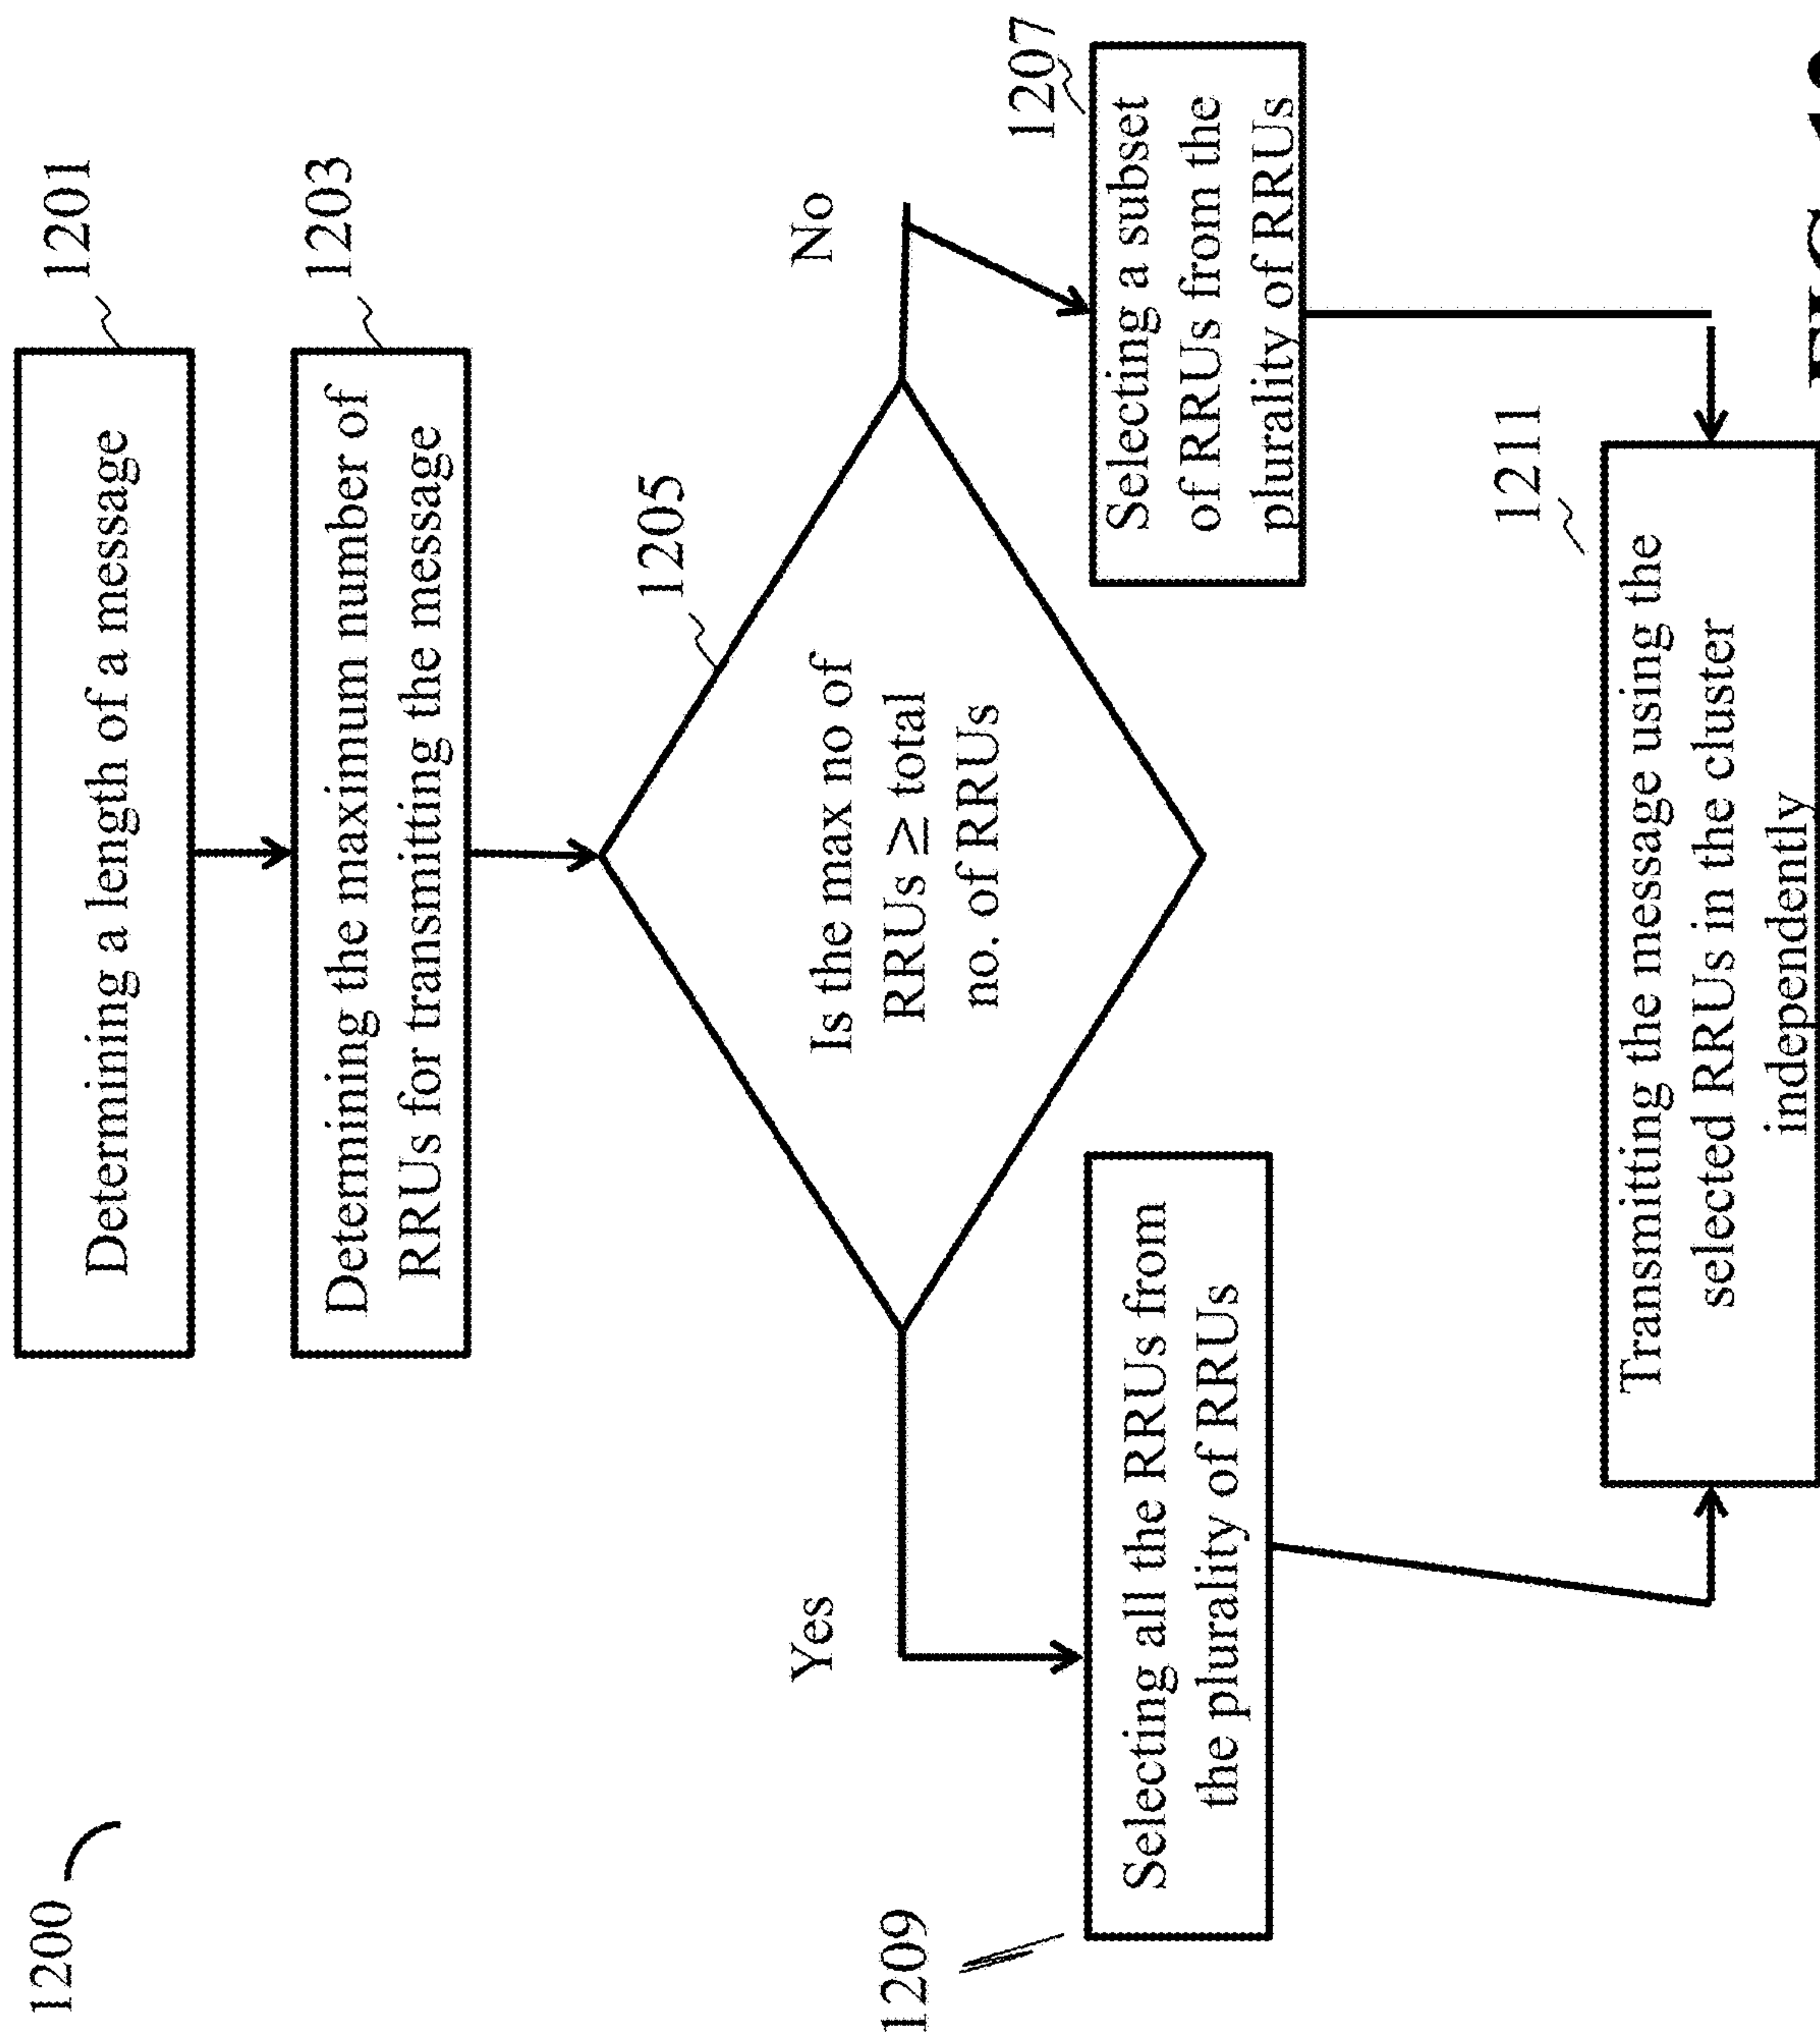 1200
1201
Determining a length of a message
1203
Determining the maximum number of
RRUs for transmitting the message
1205
Is the max no of
RRUs ≥ total
no. of RRUs
Yes
No
1209
Selecting all the RRUs from
the plurality of RRUs
1207
Selecting a subset
of RRUs from the
plurality of RRUs
1211
Transmitting the message using the
selected RRUs in the cluster
independently